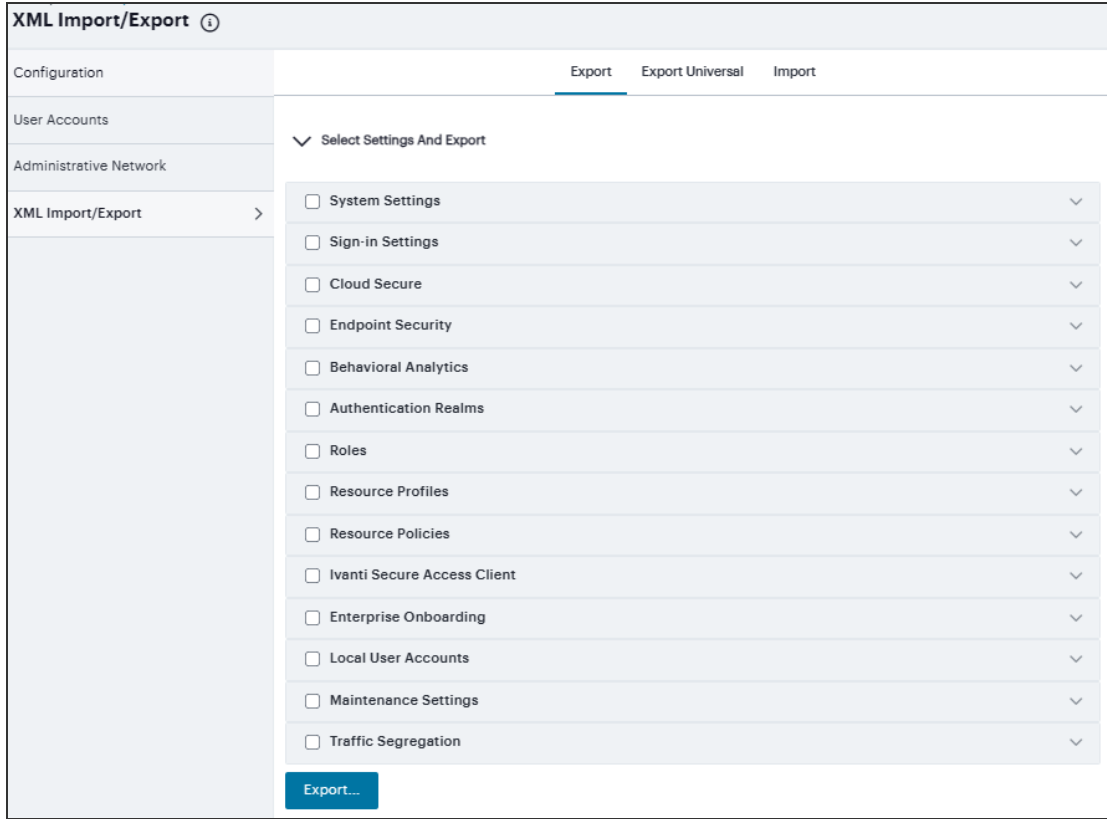 XML Import/Export
Configuration
User Accounts
Administrative Network
XML Import/Export
Export Export Universal Import
Select Settings And Export
System Settings
Sign-in Settings
Cloud Secure
Endpoint Security
Behavioral Analytics
Authentication Realms
Roles
Resource Profiles
Resource Policies
Ivanti Secure Access Client
Enterprise Onboarding
Local User Accounts
Maintenance Settings
Traffic Segregation
Export...